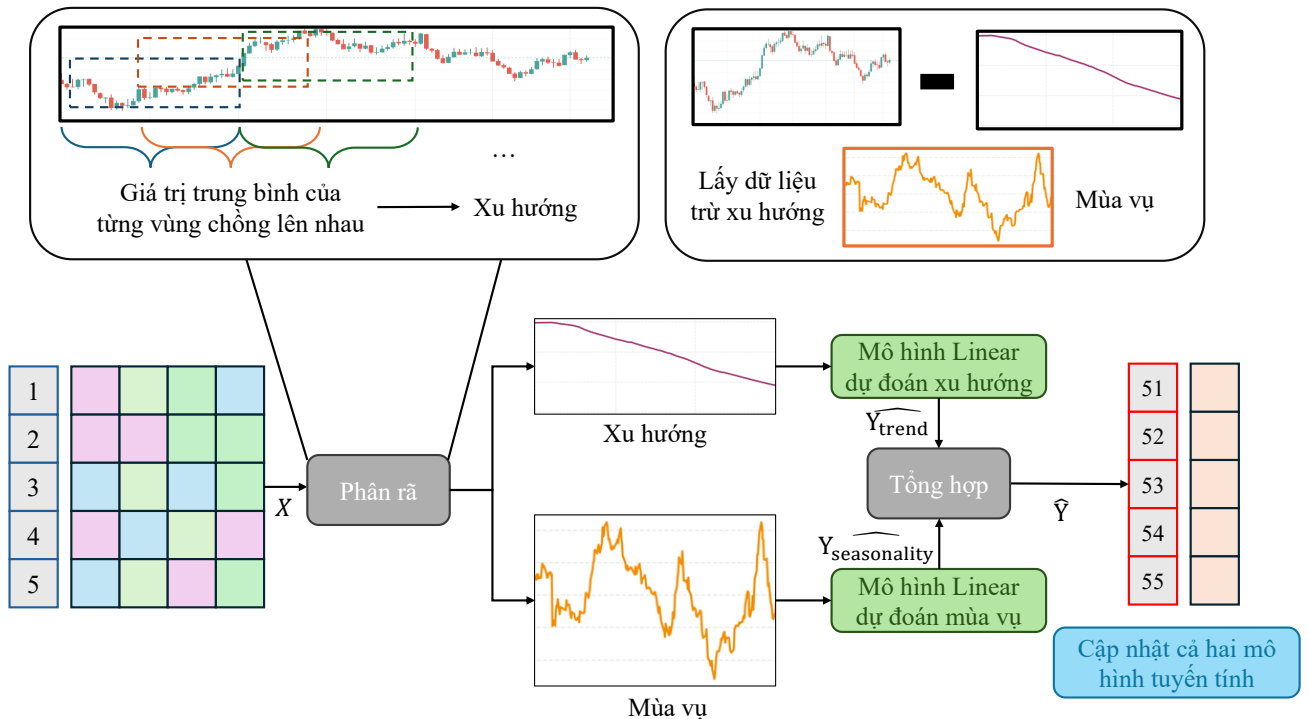 …
Giá trị trung bình của
từng vùng chồng lên nhau
Xu hướng
Lấy dữ liệu
trừ xu hướng
Mùa vụ
1
2
3
4
5
X
Phân rã
Xu hướng
Mùa vụ
Mô hình Linear
dự đoán xu hướng
Ŷtrend
Tổng hợp
Ŷseasonality
Mô hình Linear
dự đoán mùa vụ
Ŷ
51
52
53
54
55
Cập nhật cả hai mô
hình tuyến tính